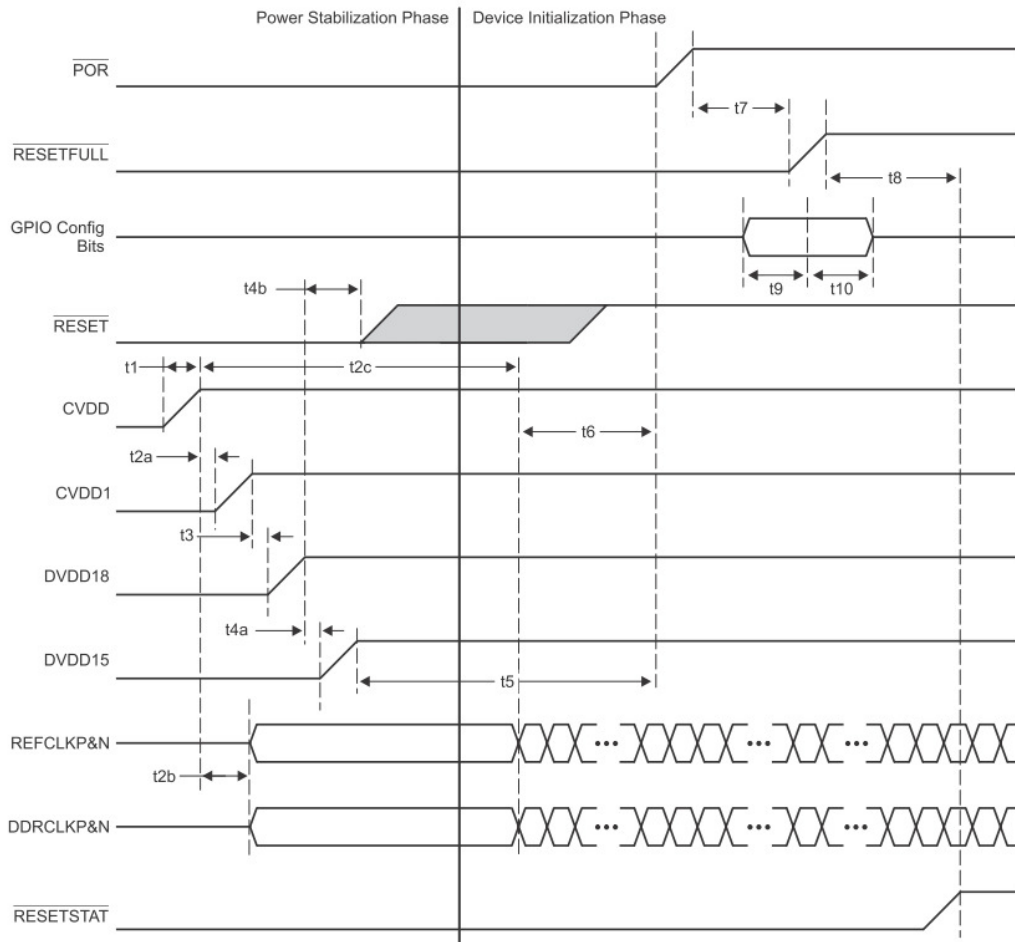 Power Stabilization Phase
Device Initialization Phase
POR
t7
RESETFULL
t8
GPIO Config
Bits
t9
t10
t4b
RESET
t1
t2c
CVDD
t6
t2a
CVDD1
t3
DVDD18
t4a
DVDD15
t5
REFCLKP&N
t2b
DDRCLKP&N
RESETSTAT